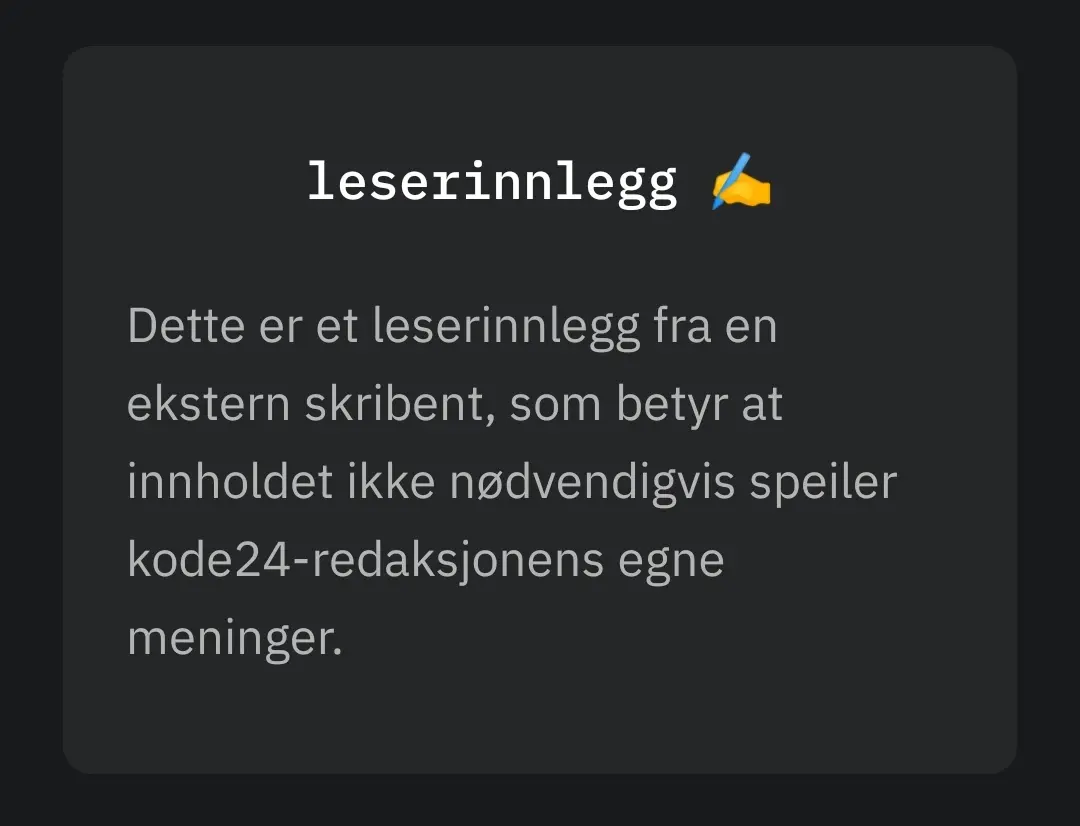 leserinnlegg ✍️
Dette er et leserinnlegg fra en
ekstern skribent, som betyr at
innholdet ikke nødvendigvis speiler
kode24-redaksjonens egne
meninger.